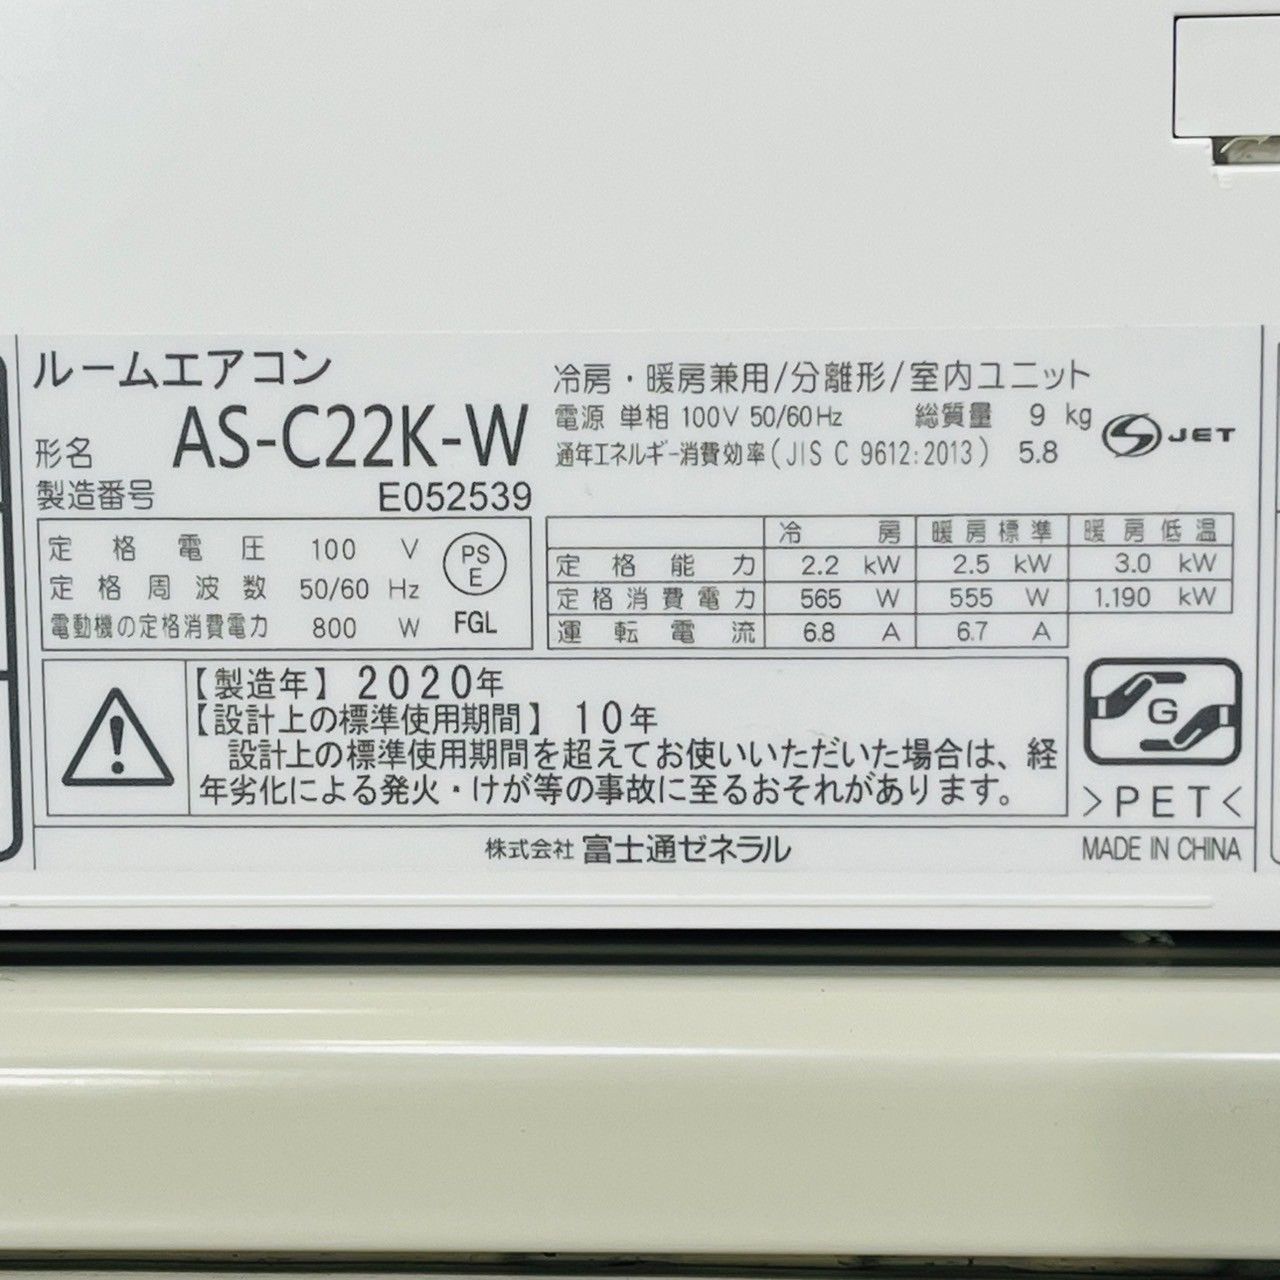 ルームエアコン
形名 AS-C22K-W
製造番号 E052539
冷房・暖房兼用/分離形/室内ユニット
電源 単相 100V 50/60Hz 総質量 9 kg
通年エネルギー消費効率(JIS C 9612:2013) 5.8
JET
定格電圧 100 V
定格周波数 50/60 Hz
電動機の定格消費電力 800 W
PS
E
FGL
冷房 暖房標準 暖房低温
定格能力 2.2 kW 2.5 kW 3.0 kW
定格消費電力 565 W 555 W 1.190 kW
運転電流 6.8 A 6.7 A
【製造年】2020年
【設計上の標準使用期間】10年
設計上の標準使用期間を超えてお使いいただいた場合は、経
年劣化による発火・けが等の事故に至るおそれがあります。
G
>PET<
株式会社 富士通ゼネラル
MADE IN CHINA